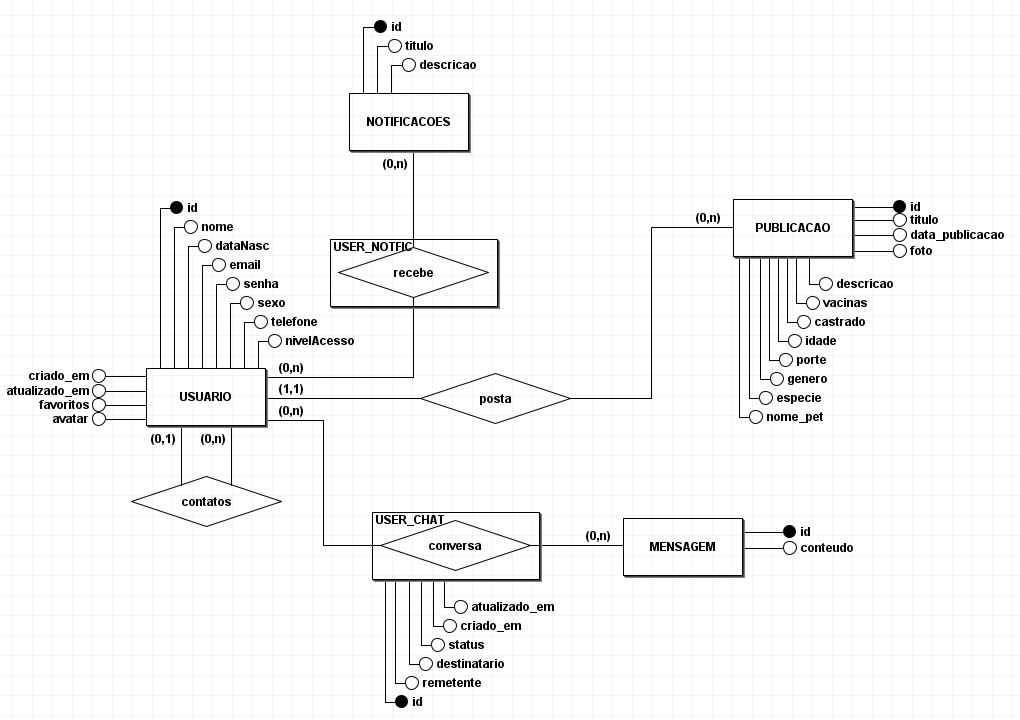 id
titulo
descricao
NOTIFICACOES
(0,n)
USER_NOTFIC
recebe
id
nome
dataNasc
email
senha
sexo
telefone
nivelAcesso
criado_em
atualizado_em
favoritos
avatar
USUARIO
(0,n)
(1,1)
(0,n)
(0,1)
(0,n)
contatos
posta
(0,n)
PUBLICACAO
id
titulo
data_publicacao
foto
descricao
vacinas
castrado
idade
porte
genero
especie
nome_pet
USER_CHAT
conversa
(0,n)
MENSAGEM
id
conteudo
atualizado_em
criado_em
status
destinatario
remetente
id